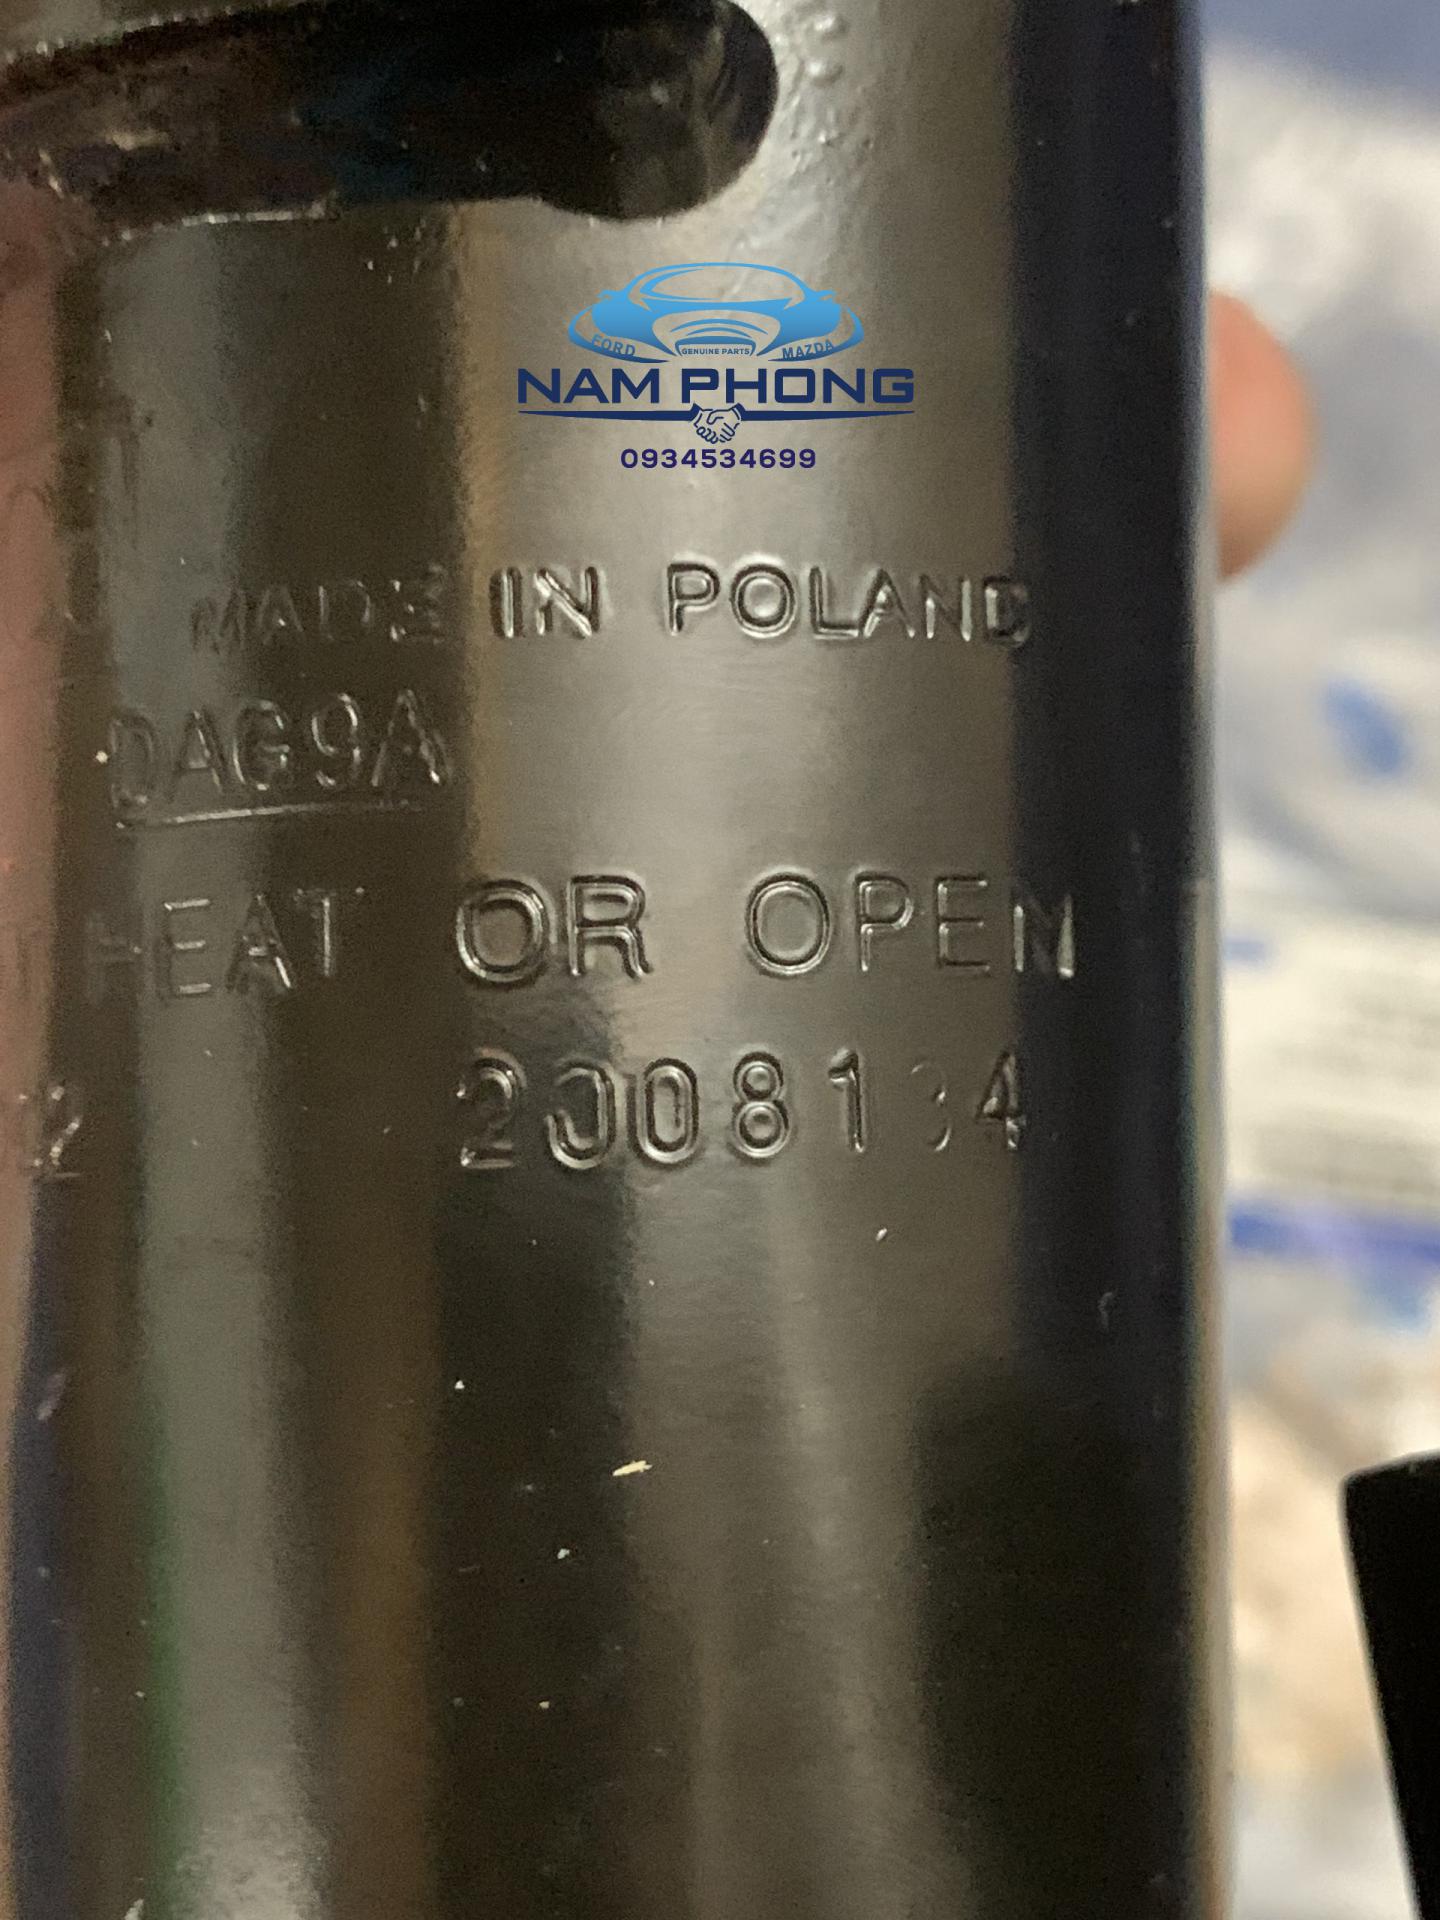 FORD GENUINE PARTS MAZDA
NAM PHONG
0934534699
MADE IN POLAND
DAG9A
HEAT OR OPEN